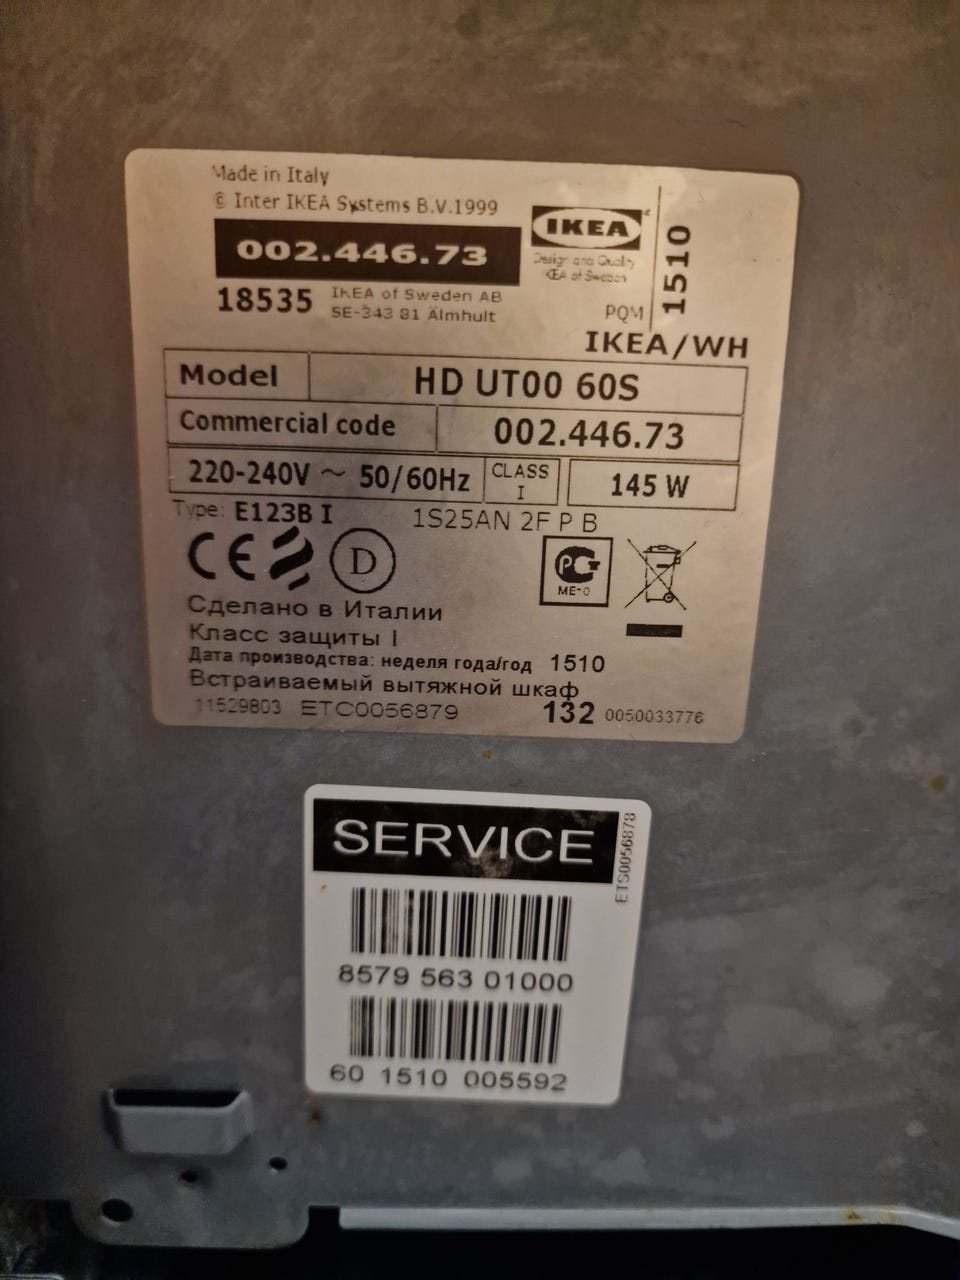 Made in Italy
© Inter IKEA Systems B.V.1999
002.446.73
IKEA
Design and Quality
IKEA of Sweden
18535
IKEA of Sweden AB
SE-343 81 Älmhult
PQM
1510
IKEA/WH
Model HD UT00 60S
Commercial code 002.446.73
220-240V ~ 50/60Hz CLASS I 145 W
Type: E123B I 1S25AN 2F P B
CE D
Сделано в Италии
Класс защиты I
Дата производства: неделя года/год 1510
Встраиваемый вытяжной шкаф
11529803 ETC0056879 132 0050033776
SERVICE
ETS0056878
8579 563 01000
60 1510 005592